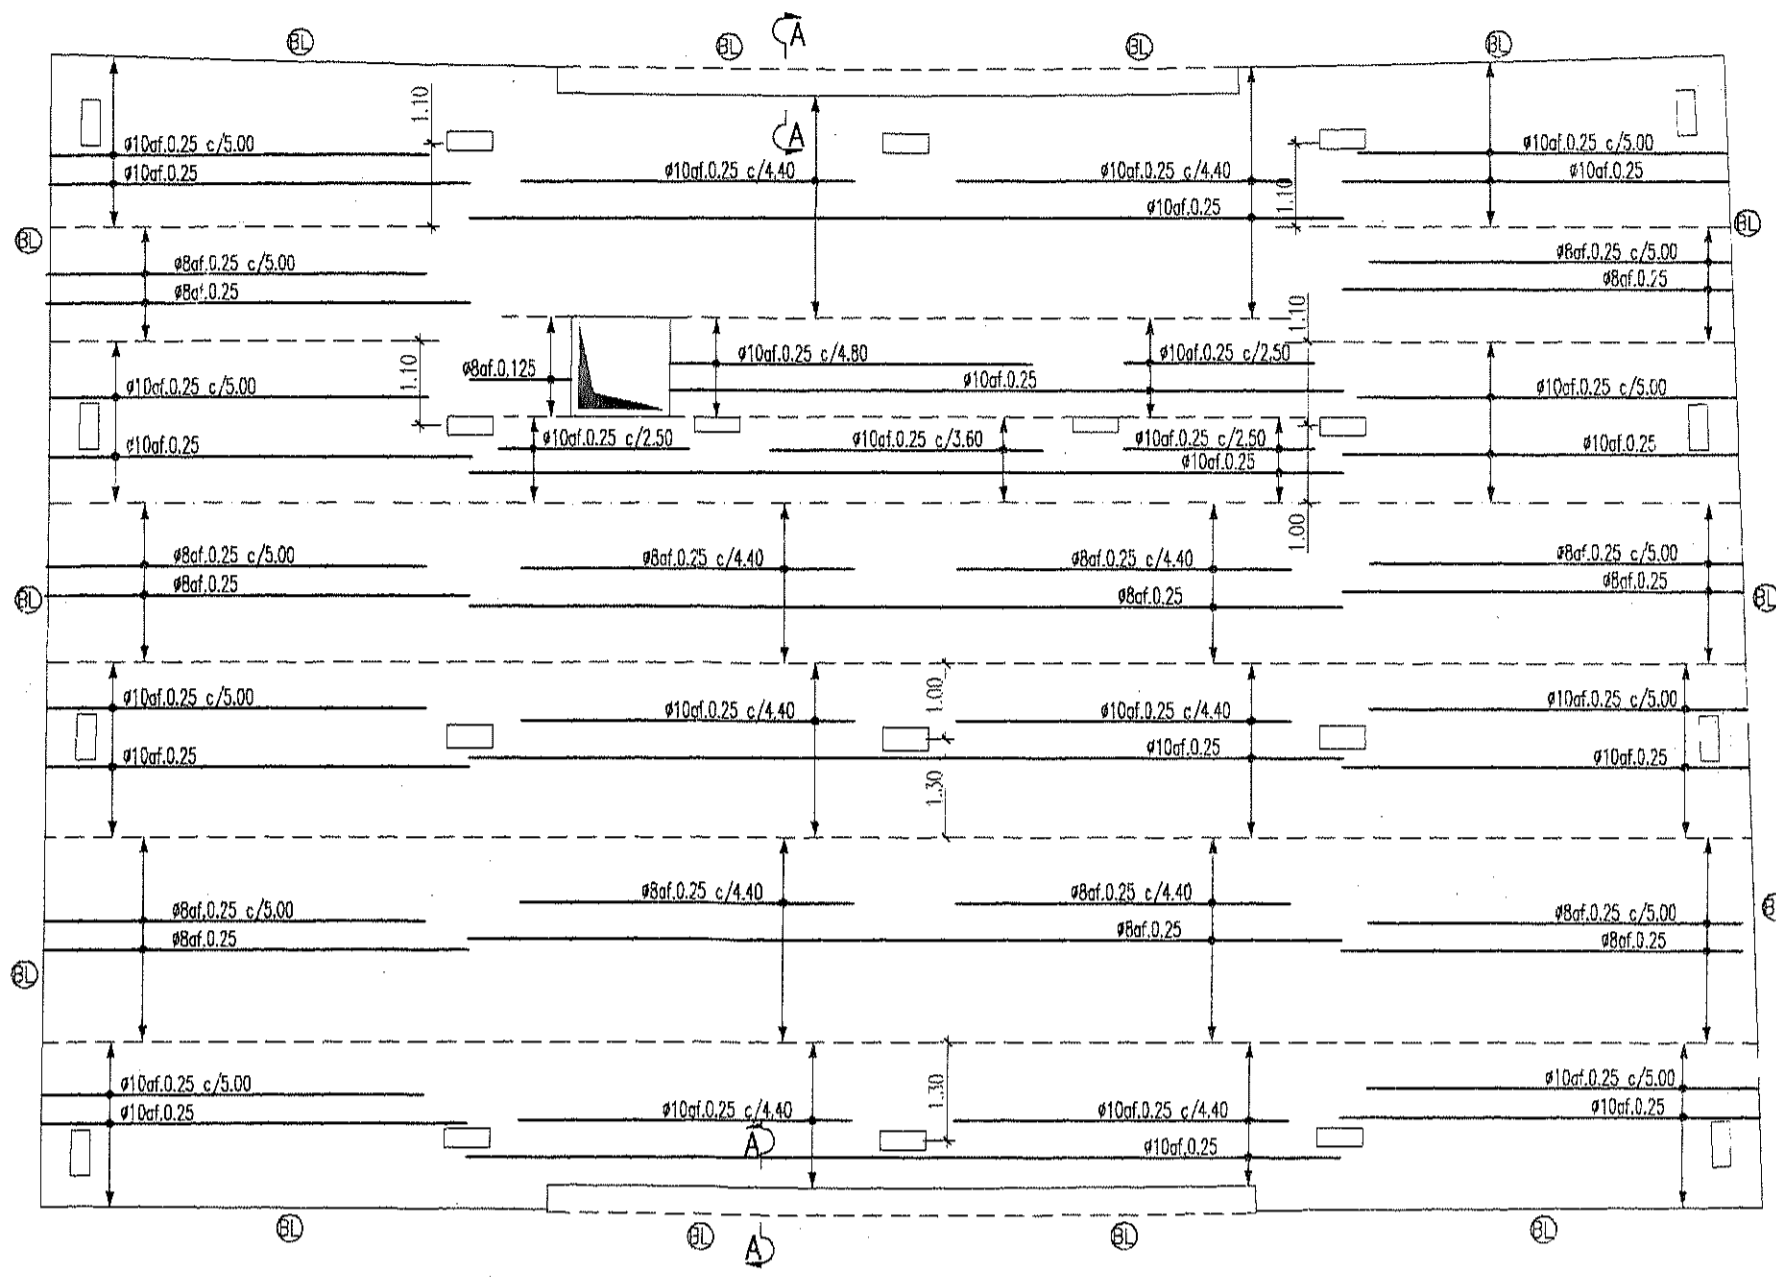 BL BL A BL BL
1.10
A
ø10af.0.25 c/5.00 ø10af.0.25 c/5.00
ø10af.0.25 ø10af.0.25 c/4.40 ø10af.0.25 c/4.40 ø10af.0.25
1.10
ø10af.0.25
BL BL
ø8af.0.25 c/5.00 ø8af.0.25 c/5.00
ø8af.0.25 ø8af.0.25
1.10
1.10
ø8af.0.125 ø10af.0.25 c/4.80 ø10af.0.25 c/2.50
ø10af.0.25 c/5.00 ø10af.0.25 ø10af.0.25 c/5.00
ø10af.0.25 ø10af.0.25 c/2.50 ø10af.0.25 c/3.60 ø10af.0.25 c/2.50 ø10af.0.25
ø10af.0.25
1.00
ø8af.0.25 c/5.00 ø8af.0.25 c/4.40 ø8af.0.25 c/4.40 ø8af.0.25 c/5.00
ø8af.0.25 ø8af.0.25 ø8af.0.25
BL BL
ø10af.0.25 c/5.00 ø10af.0.25 c/4.40 1.00 ø10af.0.25 c/4.40 ø10af.0.25 c/5.00
ø10af.0.25 ø10af.0.25 ø10af.0.25
1.30
ø8af.0.25 c/5.00 ø8af.0.25 c/4.40 ø8af.0.25 c/4.40 ø8af.0.25 c/5.00
ø8af.0.25 ø8af.0.25 ø8af.0.25
BL
ø10af.0.25 c/5.00 1.30 ø10af.0.25 c/5.00
ø10af.0.25 ø10af.0.25 c/4.40 ø10af.0.25 c/4.40 ø10af.0.25
A ø10af.0.25
BL BL A BL BL